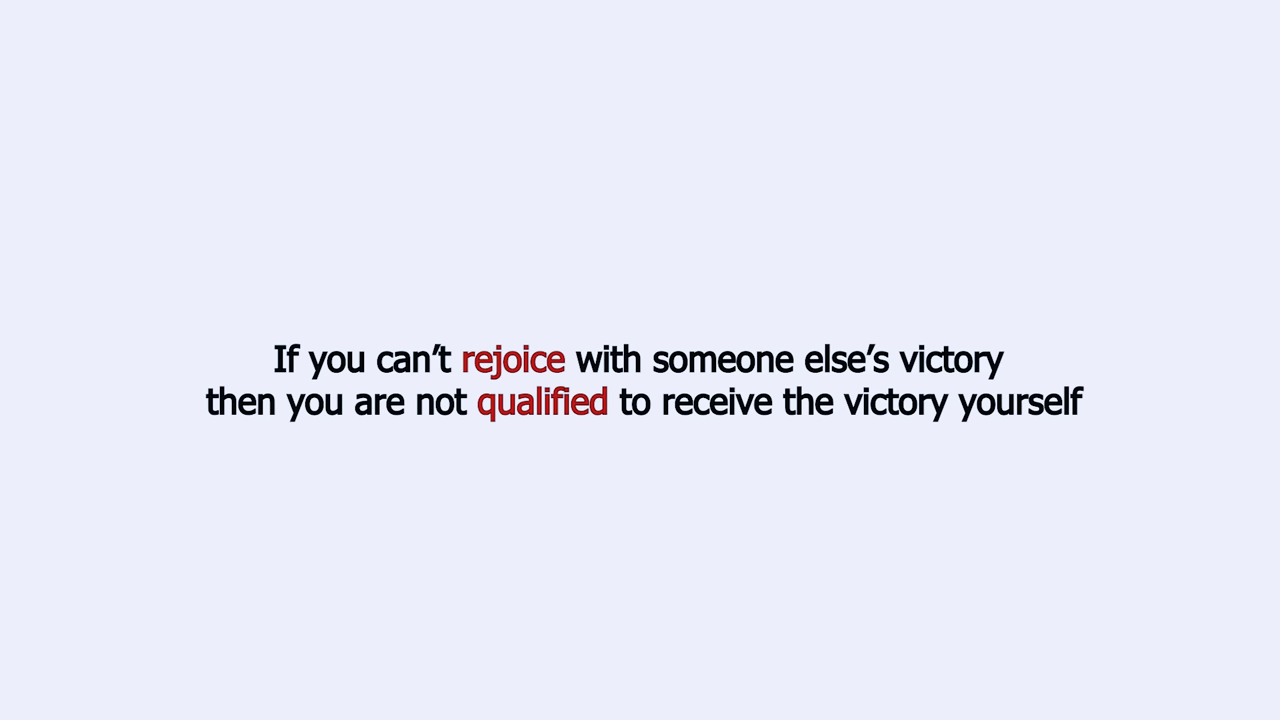 If you can’t rejoice with someone else’s victory
then you are not qualified to receive the victory yourself